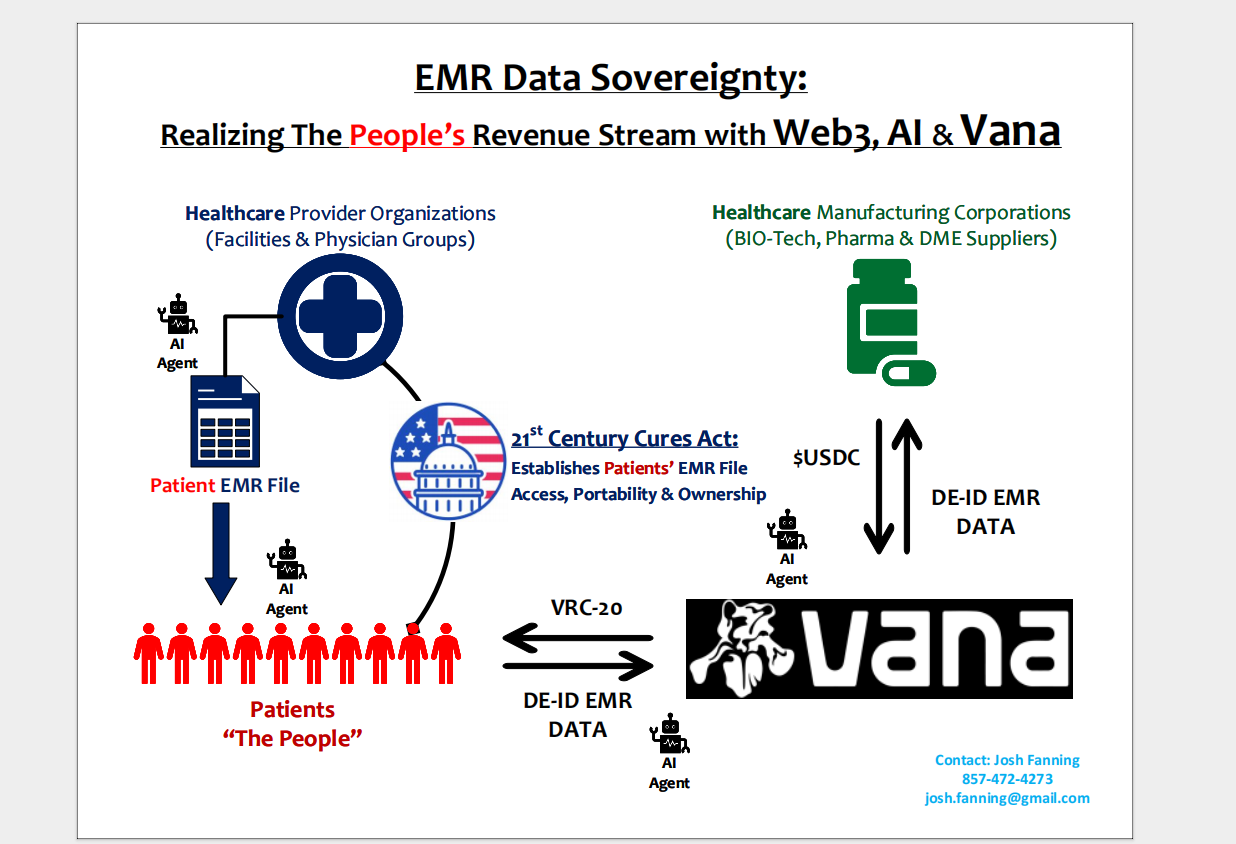 EMR Data Sovereignty:
Realizing The People's Revenue Stream with Web3, AI & Vana
Healthcare Provider Organizations
(Facilities & Physician Groups)
Healthcare Manufacturing Corporations
(BIO-Tech, Pharma & DME Suppliers)
AI
Agent
Patient EMR File
21st Century Cures Act:
Establishes Patients' EMR File
Access, Portability & Ownership
$USDC
DE-ID EMR
DATA
AI
Agent
AI
Agent
VRC-20
vana
DE-ID EMR
DATA
Patients
“The People”
AI
Agent
Contact: Josh Fanning
857-472-4273
josh.fanning@gmail.com